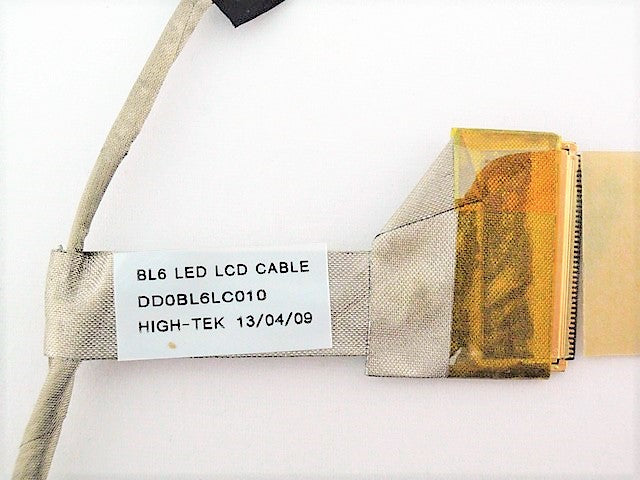 BL6 LED LCD CABLE
DD0BL6LC010
HIGH-TEK 13/04/09